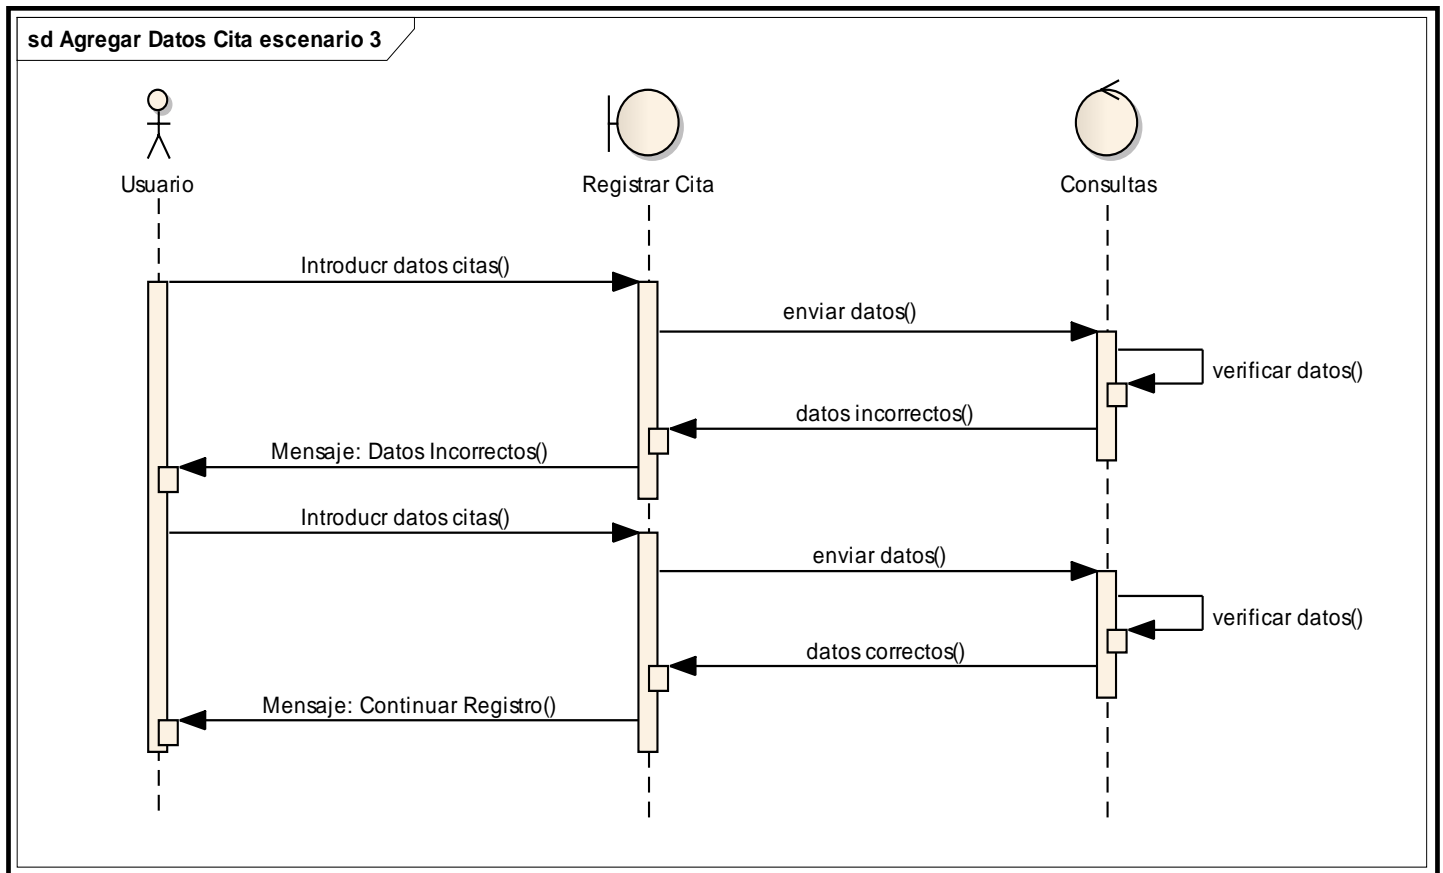 sd Agregar Datos Cita escenario 3
Usuario
Registrar Cita
Consultas
Introducr datos citas()
enviar datos()
verificar datos()
datos incorrectos()
Mensaje: Datos Incorrectos()
Introducr datos citas()
enviar datos()
verificar datos()
datos correctos()
Mensaje: Continuar Registro()